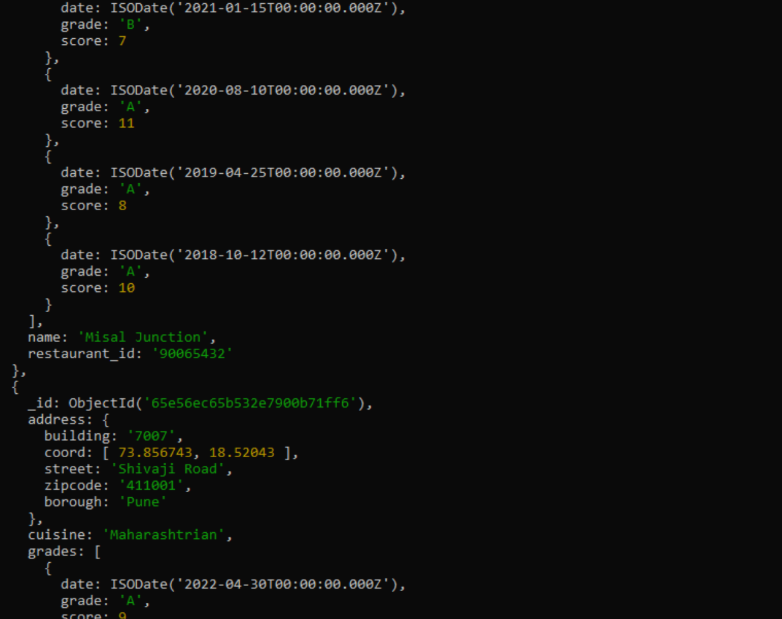 date: ISODate('2021-01-15T00:00:00.000Z'),
grade: 'B',
score: 7
},
{
date: ISODate('2020-08-10T00:00:00.000Z'),
grade: 'A',
score: 11
},
{
date: ISODate('2019-04-25T00:00:00.000Z'),
grade: 'A',
score: 8
},
{
date: ISODate('2018-10-12T00:00:00.000Z'),
grade: 'A',
score: 10
}
],
name: 'Misal Junction',
restaurant_id: '90065432'
},
{
_id: ObjectId('65e56ec65b532e7900b71ff6'),
address: {
building: '7007',
coord: [ 73.856743, 18.52043 ],
street: 'Shivaji Road',
zipcode: '411001',
borough: 'Pune'
},
cuisine: 'Maharashtrian',
grades: [
{
date: ISODate('2022-04-30T00:00:00.000Z'),
grade: 'A',
score: 9